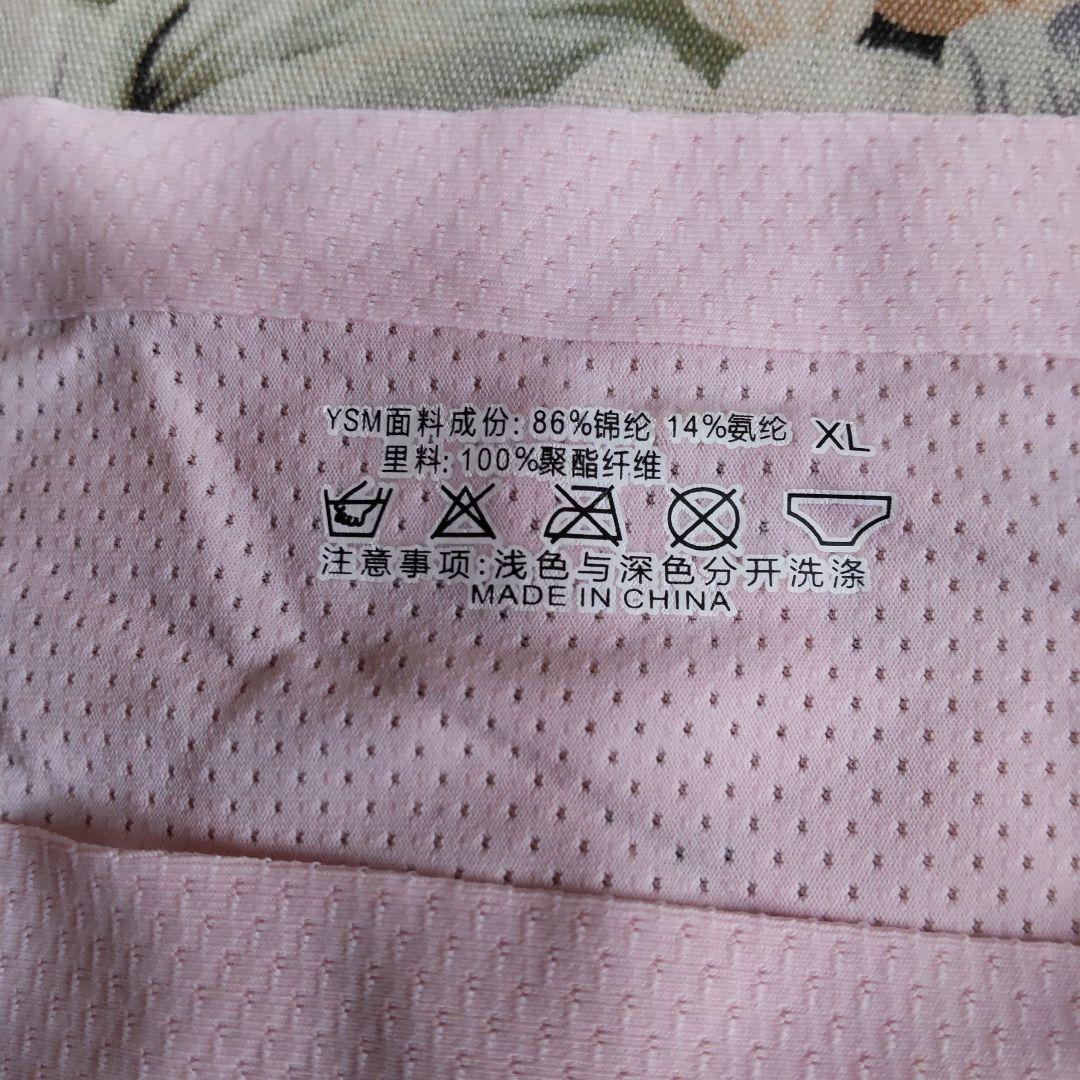 YSM面料成份: 86%锦纶 14%氨纶 XL
里料: 100%聚酯纤维
注意事项:浅色与深色分开洗涤
MADE IN CHINA